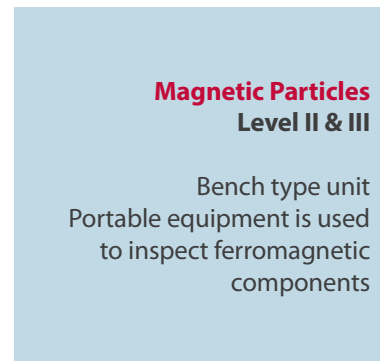 Magnetic Particles
Level II & III
Bench type unit
Portable equipment is used
to inspect ferromagnetic
components